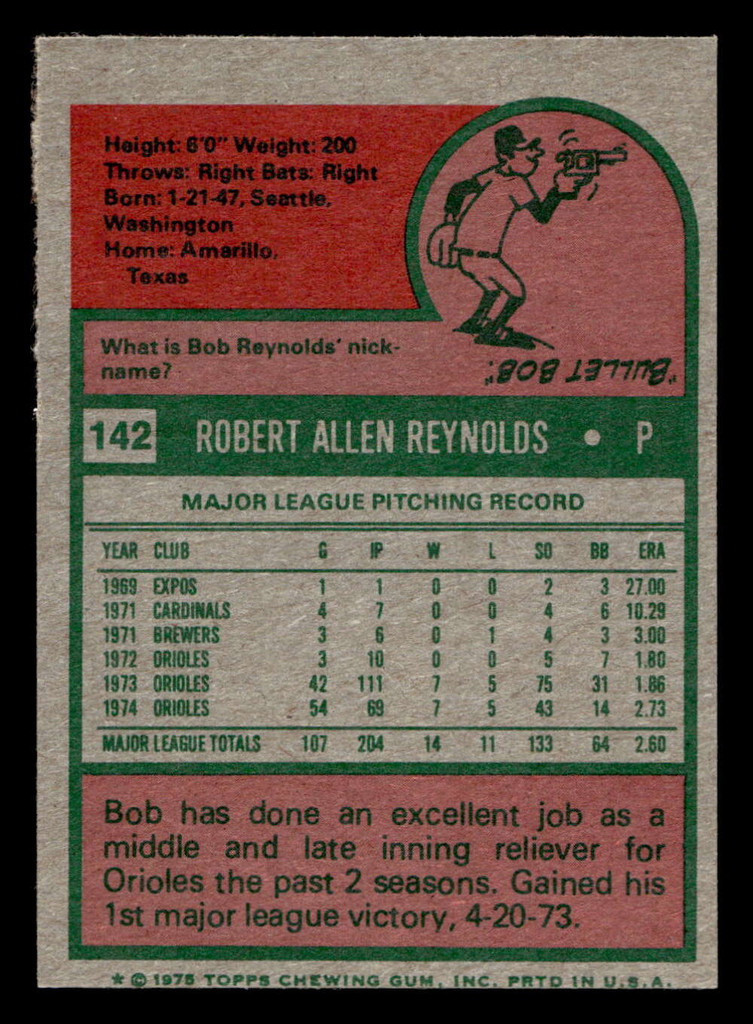 Height: 6'0" Weight: 200
Throws: Right Bats: Right
Born: 1-21-47, Seattle,
Washington
Home: Amarillo,
Texas
What is Bob Reynolds' nick-
name?
"BULLET BOB".
142 ROBERT ALLEN REYNOLDS • P
MAJOR LEAGUE PITCHING RECORD
YEAR CLUB G IP W L SO BB ERA
1969 EXPOS 1 1 0 0 2 3 27.00
1971 CARDINALS 4 7 0 0 4 6 10.29
1971 BREWERS 3 6 0 1 4 3 3.00
1972 ORIOLES 3 10 0 0 5 7 1.80
1973 ORIOLES 42 111 7 5 75 31 1.86
1974 ORIOLES 54 69 7 5 43 14 2.73
MAJOR LEAGUE TOTALS 107 204 14 11 133 64 2.60
Bob has done an excellent job as a
middle and late inning reliever for
Orioles the past 2 seasons. Gained his
1st major league victory, 4-20-73.
* © 1975 TOPPS CHEWING GUM, INC. PRTD IN U.S.A.